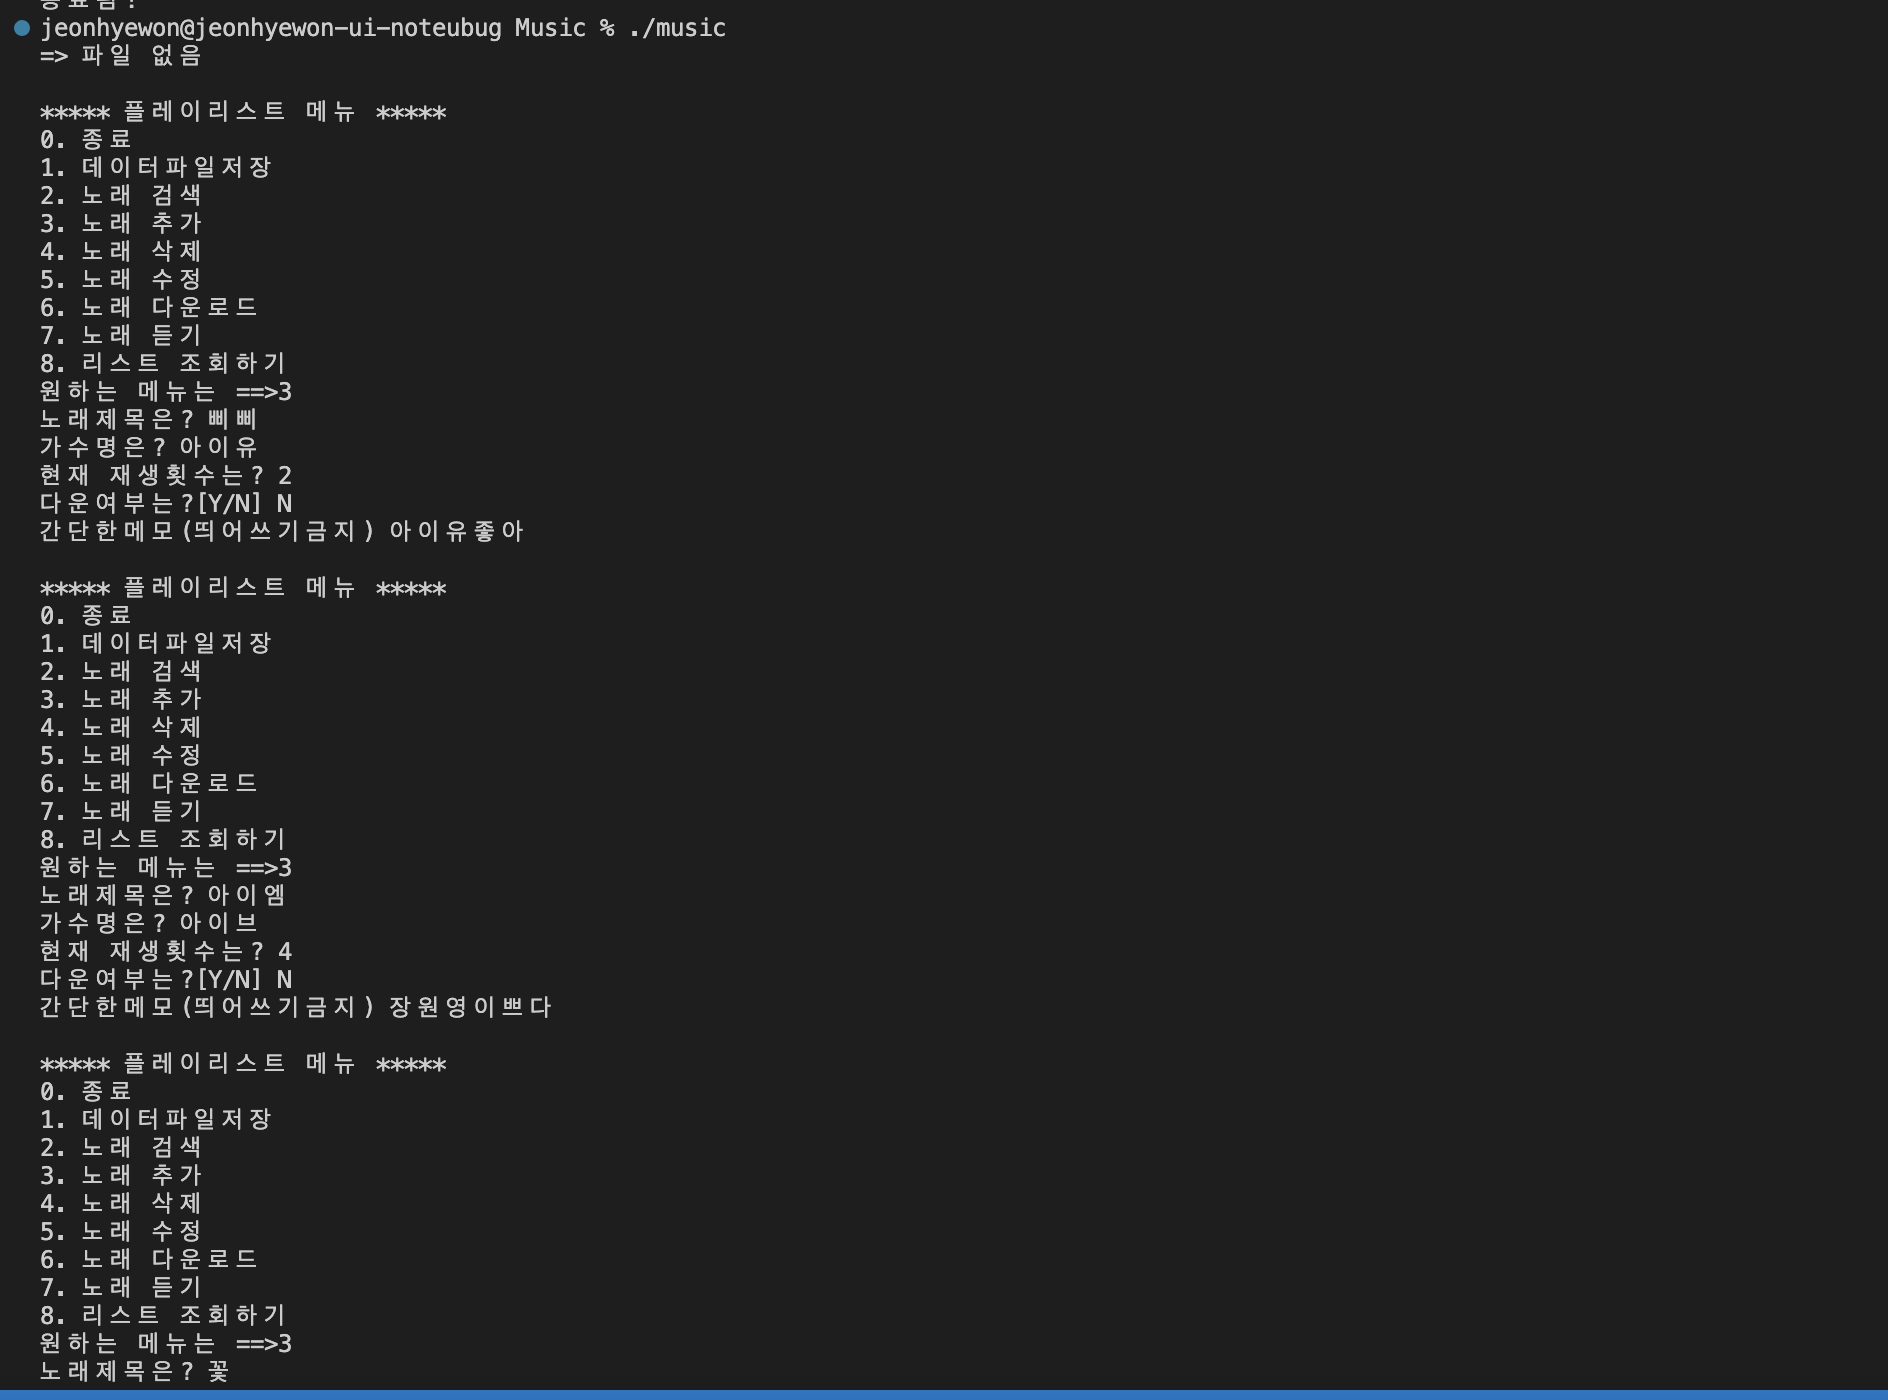 종료됨!
jeonhyewon@jeonhyewon-ui-noteubug Music % ./music
=> 파일 없음
***** 플레이리스트 메뉴 *****
0. 종료
1. 데이터파일저장
2. 노래 검색
3. 노래 추가
4. 노래 삭제
5. 노래 수정
6. 노래 다운로드
7. 노래 듣기
8. 리스트 조회하기
원하는 메뉴는 ==>3
노래제목은? 삐삐
가수명은? 아이유
현재 재생횟수는? 2
다운여부는?[Y/N] N
간단한메모(띄어쓰기금지) 아이유좋아
***** 플레이리스트 메뉴 *****
0. 종료
1. 데이터파일저장
2. 노래 검색
3. 노래 추가
4. 노래 삭제
5. 노래 수정
6. 노래 다운로드
7. 노래 듣기
8. 리스트 조회하기
원하는 메뉴는 ==>3
노래제목은? 아이엠
가수명은? 아이브
현재 재생횟수는? 4
다운여부는?[Y/N] N
간단한메모(띄어쓰기금지) 장원영이쁘다
***** 플레이리스트 메뉴 *****
0. 종료
1. 데이터파일저장
2. 노래 검색
3. 노래 추가
4. 노래 삭제
5. 노래 수정
6. 노래 다운로드
7. 노래 듣기
8. 리스트 조회하기
원하는 메뉴는 ==>3
노래제목은? 꽃